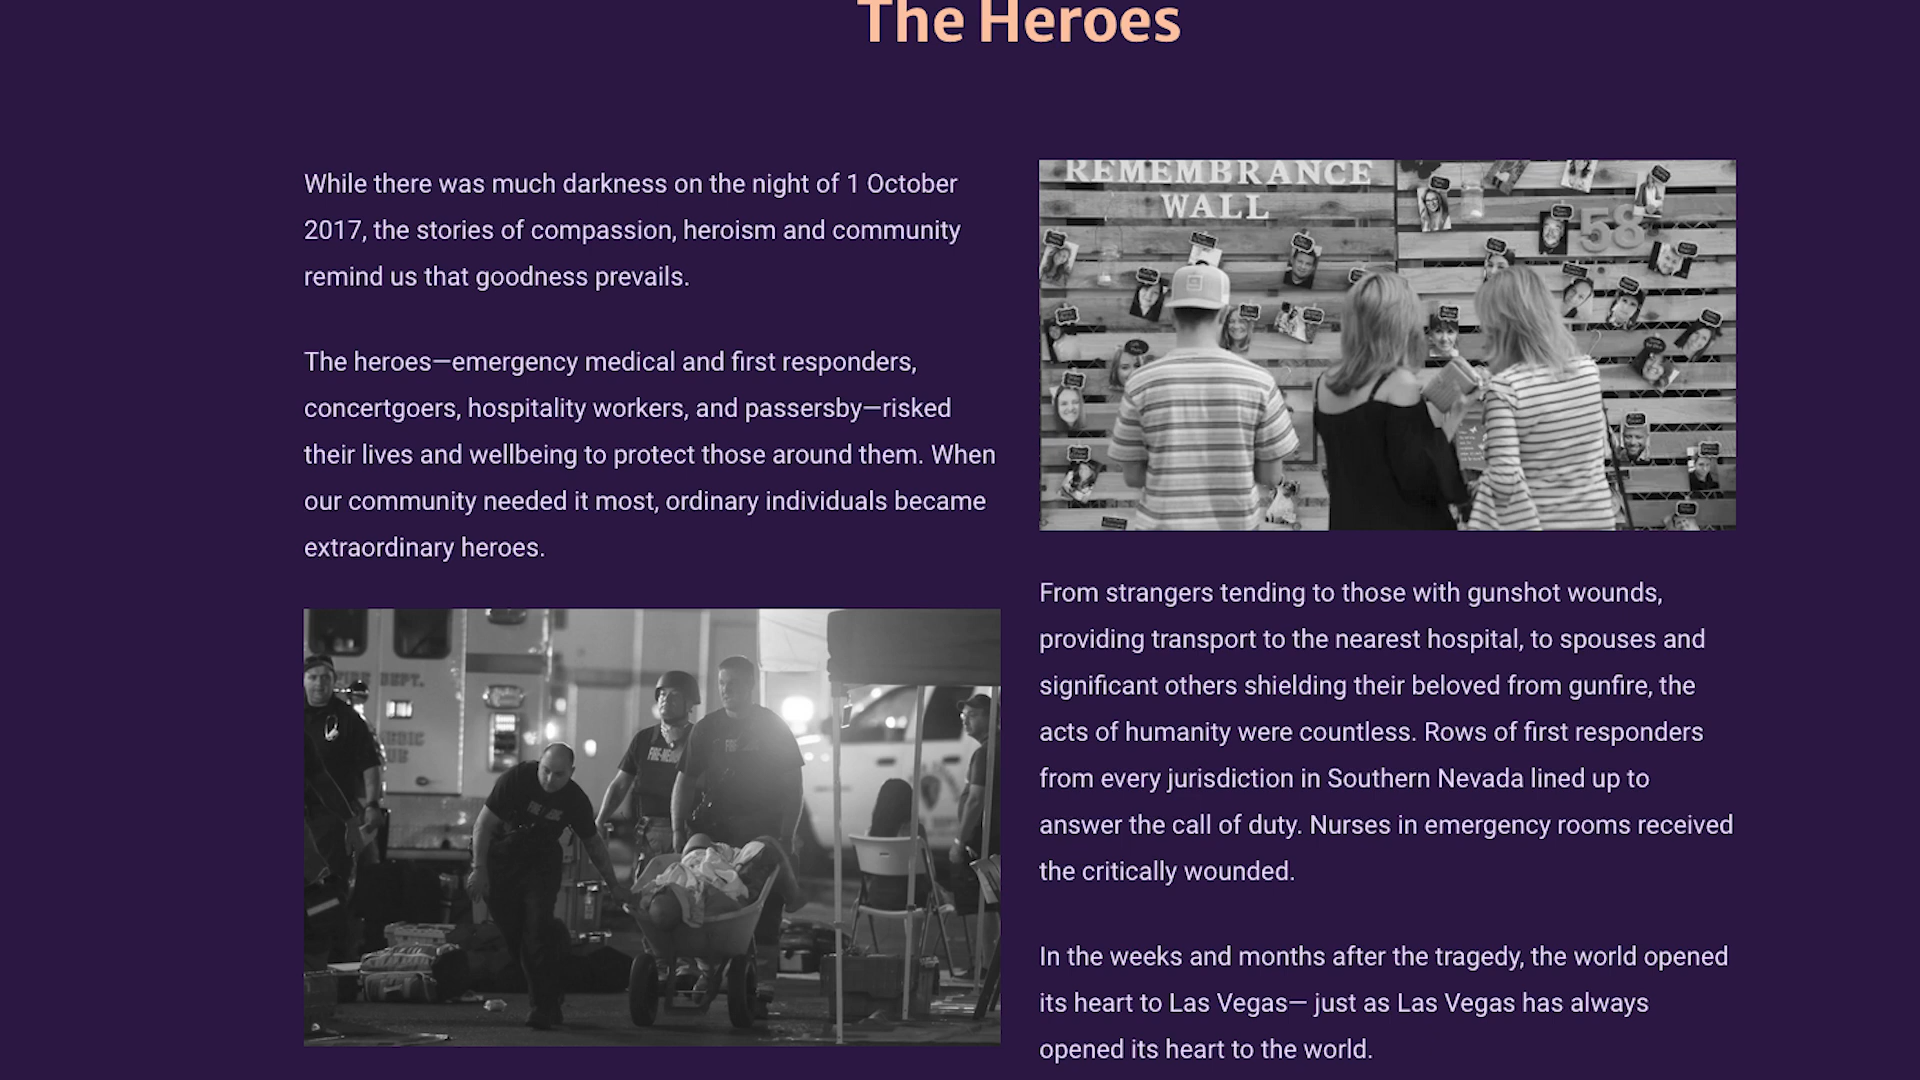 The Heroes
While there was much darkness on the night of 1 October
2017, the stories of compassion, heroism and community
remind us that goodness prevails.
The heroes—emergency medical and first responders,
concertgoers, hospitality workers, and passersby—risked
their lives and wellbeing to protect those around them. When
our community needed it most, ordinary individuals became
extraordinary heroes.
DEPT.
REMEMBRANCE
WALL
58
From strangers tending to those with gunshot wounds,
providing transport to the nearest hospital, to spouses and
significant others shielding their beloved from gunfire, the
acts of humanity were countless. Rows of first responders
from every jurisdiction in Southern Nevada lined up to
answer the call of duty. Nurses in emergency rooms received
the critically wounded.
In the weeks and months after the tragedy, the world opened
its heart to Las Vegas— just as Las Vegas has always
opened its heart to the world.